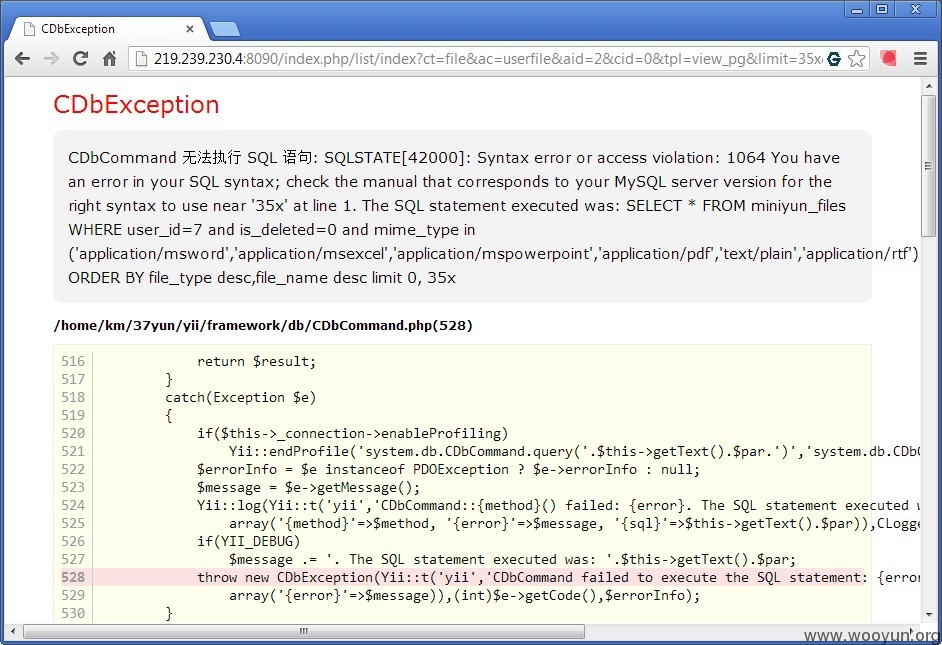 CDbException
219.239.230.4:8090/index.php/list/index?ct=file&ac=userfile&aid=2&cid=0&tpl=view_pg&limit=35x
CDbException
CDbCommand 无法执行 SQL 语句: SQLSTATE[42000]: Syntax error or access violation: 1064 You have
an error in your SQL syntax; check the manual that corresponds to your MySQL server version for the
right syntax to use near '35x' at line 1. The SQL statement executed was: SELECT * FROM miniyun_files
WHERE user_id=7 and is_deleted=0 and mime_type in
('application/msword','application/msexcel','application/mspowerpoint','application/pdf','text/plain','application/rtf')
ORDER BY file_type desc,file_name desc limit 0, 35x
/home/km/37yun/yii/framework/db/CDbCommand.php(528)
516 return $result;
517 }
518 catch(Exception $e)
519 {
520 if($this->_connection->enableProfiling)
521 Yii::endProfile('system.db.CDbCommand.query('.$this->getText().$par.')','system.db.CDbC
522 $errorInfo = $e instanceof PDOException ? $e->errorInfo : null;
523 $message = $e->getMessage();
524 Yii::log(Yii::t('yii','CDbCommand::{method}() failed: {error}. The SQL statement executed w
525 array('{method}'=>$method, '{error}'=>$message, '{sql}'=>$this->getText().$par)),CLogge
526 if(YII_DEBUG)
527 $message .= '. The SQL statement executed was: '.$this->getText().$par;
528 throw new CDbException(Yii::t('yii','CDbCommand failed to execute the SQL statement: {error
529 array('{error}'=>$message)),(int)$e->getCode(),$errorInfo);
530 }
www.wooyun.org